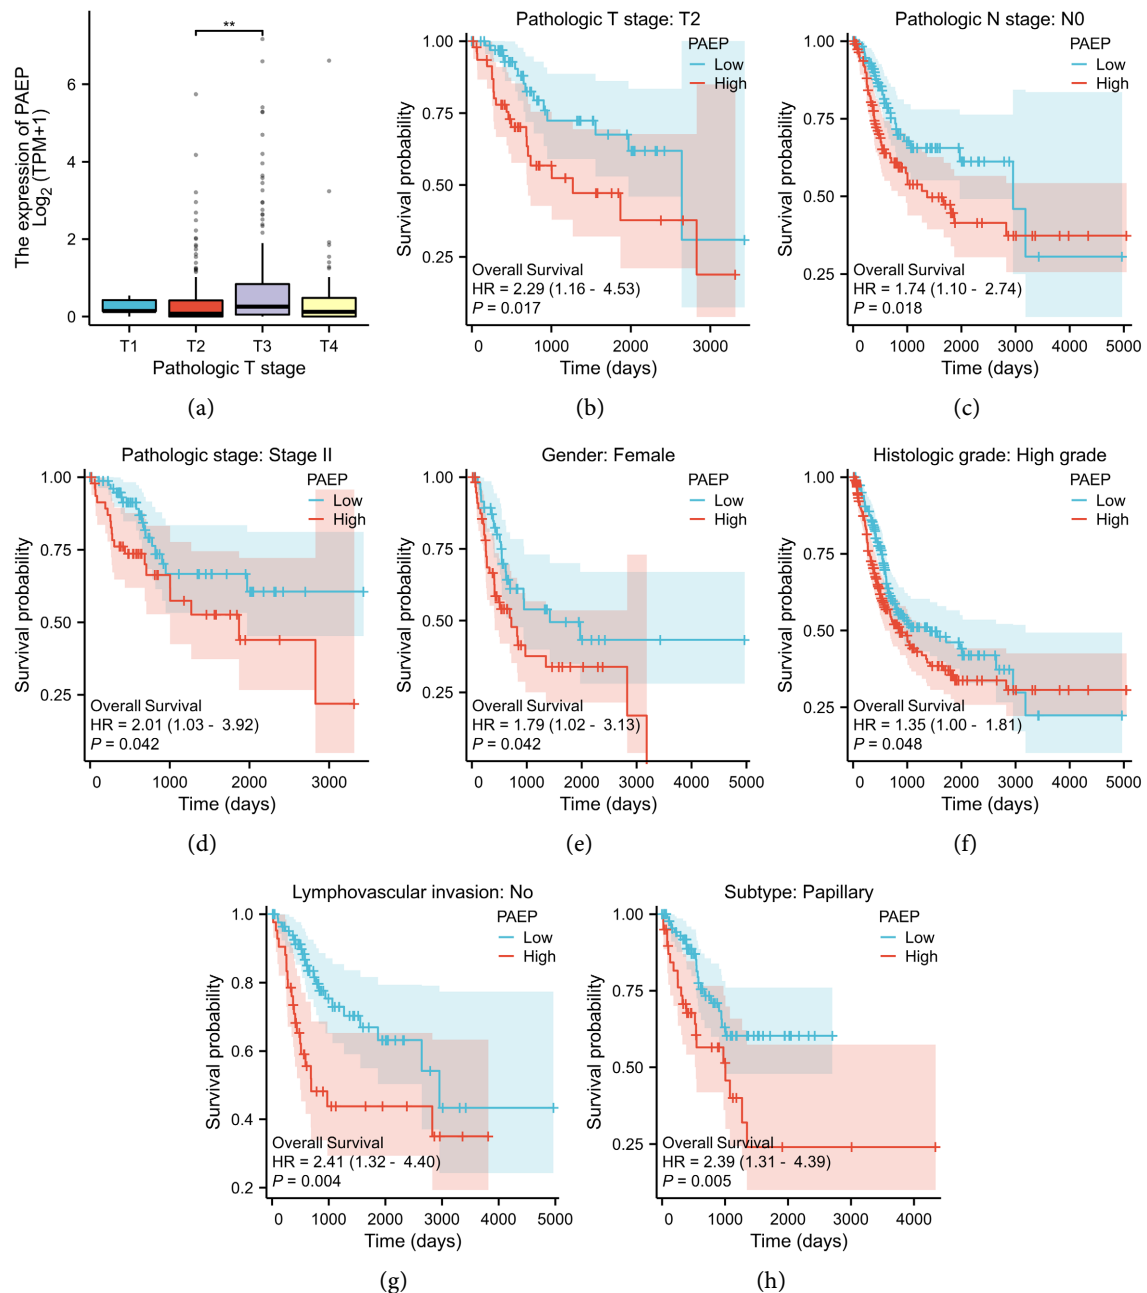 The expression of PAEP
Log2 (TPM+1)
6
4
2
0
**
T1 T2 T3 T4
Pathologic T stage
(a)
Pathologic T stage: T2
Survival probability
1.00
0.75
0.50
0.25
PAEP
Low
High
Overall Survival
HR = 2.29 (1.16 - 4.53)
P = 0.017
0 1000 2000 3000
Time (days)
(b)
Pathologic N stage: N0
Survival probability
1.00
0.75
0.50
0.25
PAEP
Low
High
Overall Survival
HR = 1.74 (1.10 - 2.74)
P = 0.018
0 1000 2000 3000 4000 5000
Time (days)
(c)
Pathologic stage: Stage II
Survival probability
1.00
0.75
0.50
0.25
PAEP
Low
High
Overall Survival
HR = 2.01 (1.03 - 3.92)
P = 0.042
0 1000 2000 3000
Time (days)
(d)
Gender: Female
Survival probability
1.00
0.75
0.50
0.25
PAEP
Low
High
Overall Survival
HR = 1.79 (1.02 - 3.13)
P = 0.042
0 1000 2000 3000 4000 5000
Time (days)
(e)
Histologic grade: High grade
Survival probability
1.00
0.75
0.50
0.25
PAEP
Low
High
Overall Survival
HR = 1.35 (1.00 - 1.81)
P = 0.048
0 1000 2000 3000 4000 5000
Time (days)
(f)
Lymphovascular invasion: No
Survival probability
1.0
0.8
0.6
0.4
0.2
PAEP
Low
High
Overall Survival
HR = 2.41 (1.32 - 4.40)
P = 0.004
0 1000 2000 3000 4000 5000
Time (days)
(g)
Subtype: Papillary
Survival probability
1.00
0.75
0.50
0.25
PAEP
Low
High
Overall Survival
HR = 2.39 (1.31 - 4.39)
P = 0.005
0 1000 2000 3000 4000
Time (days)
(h)